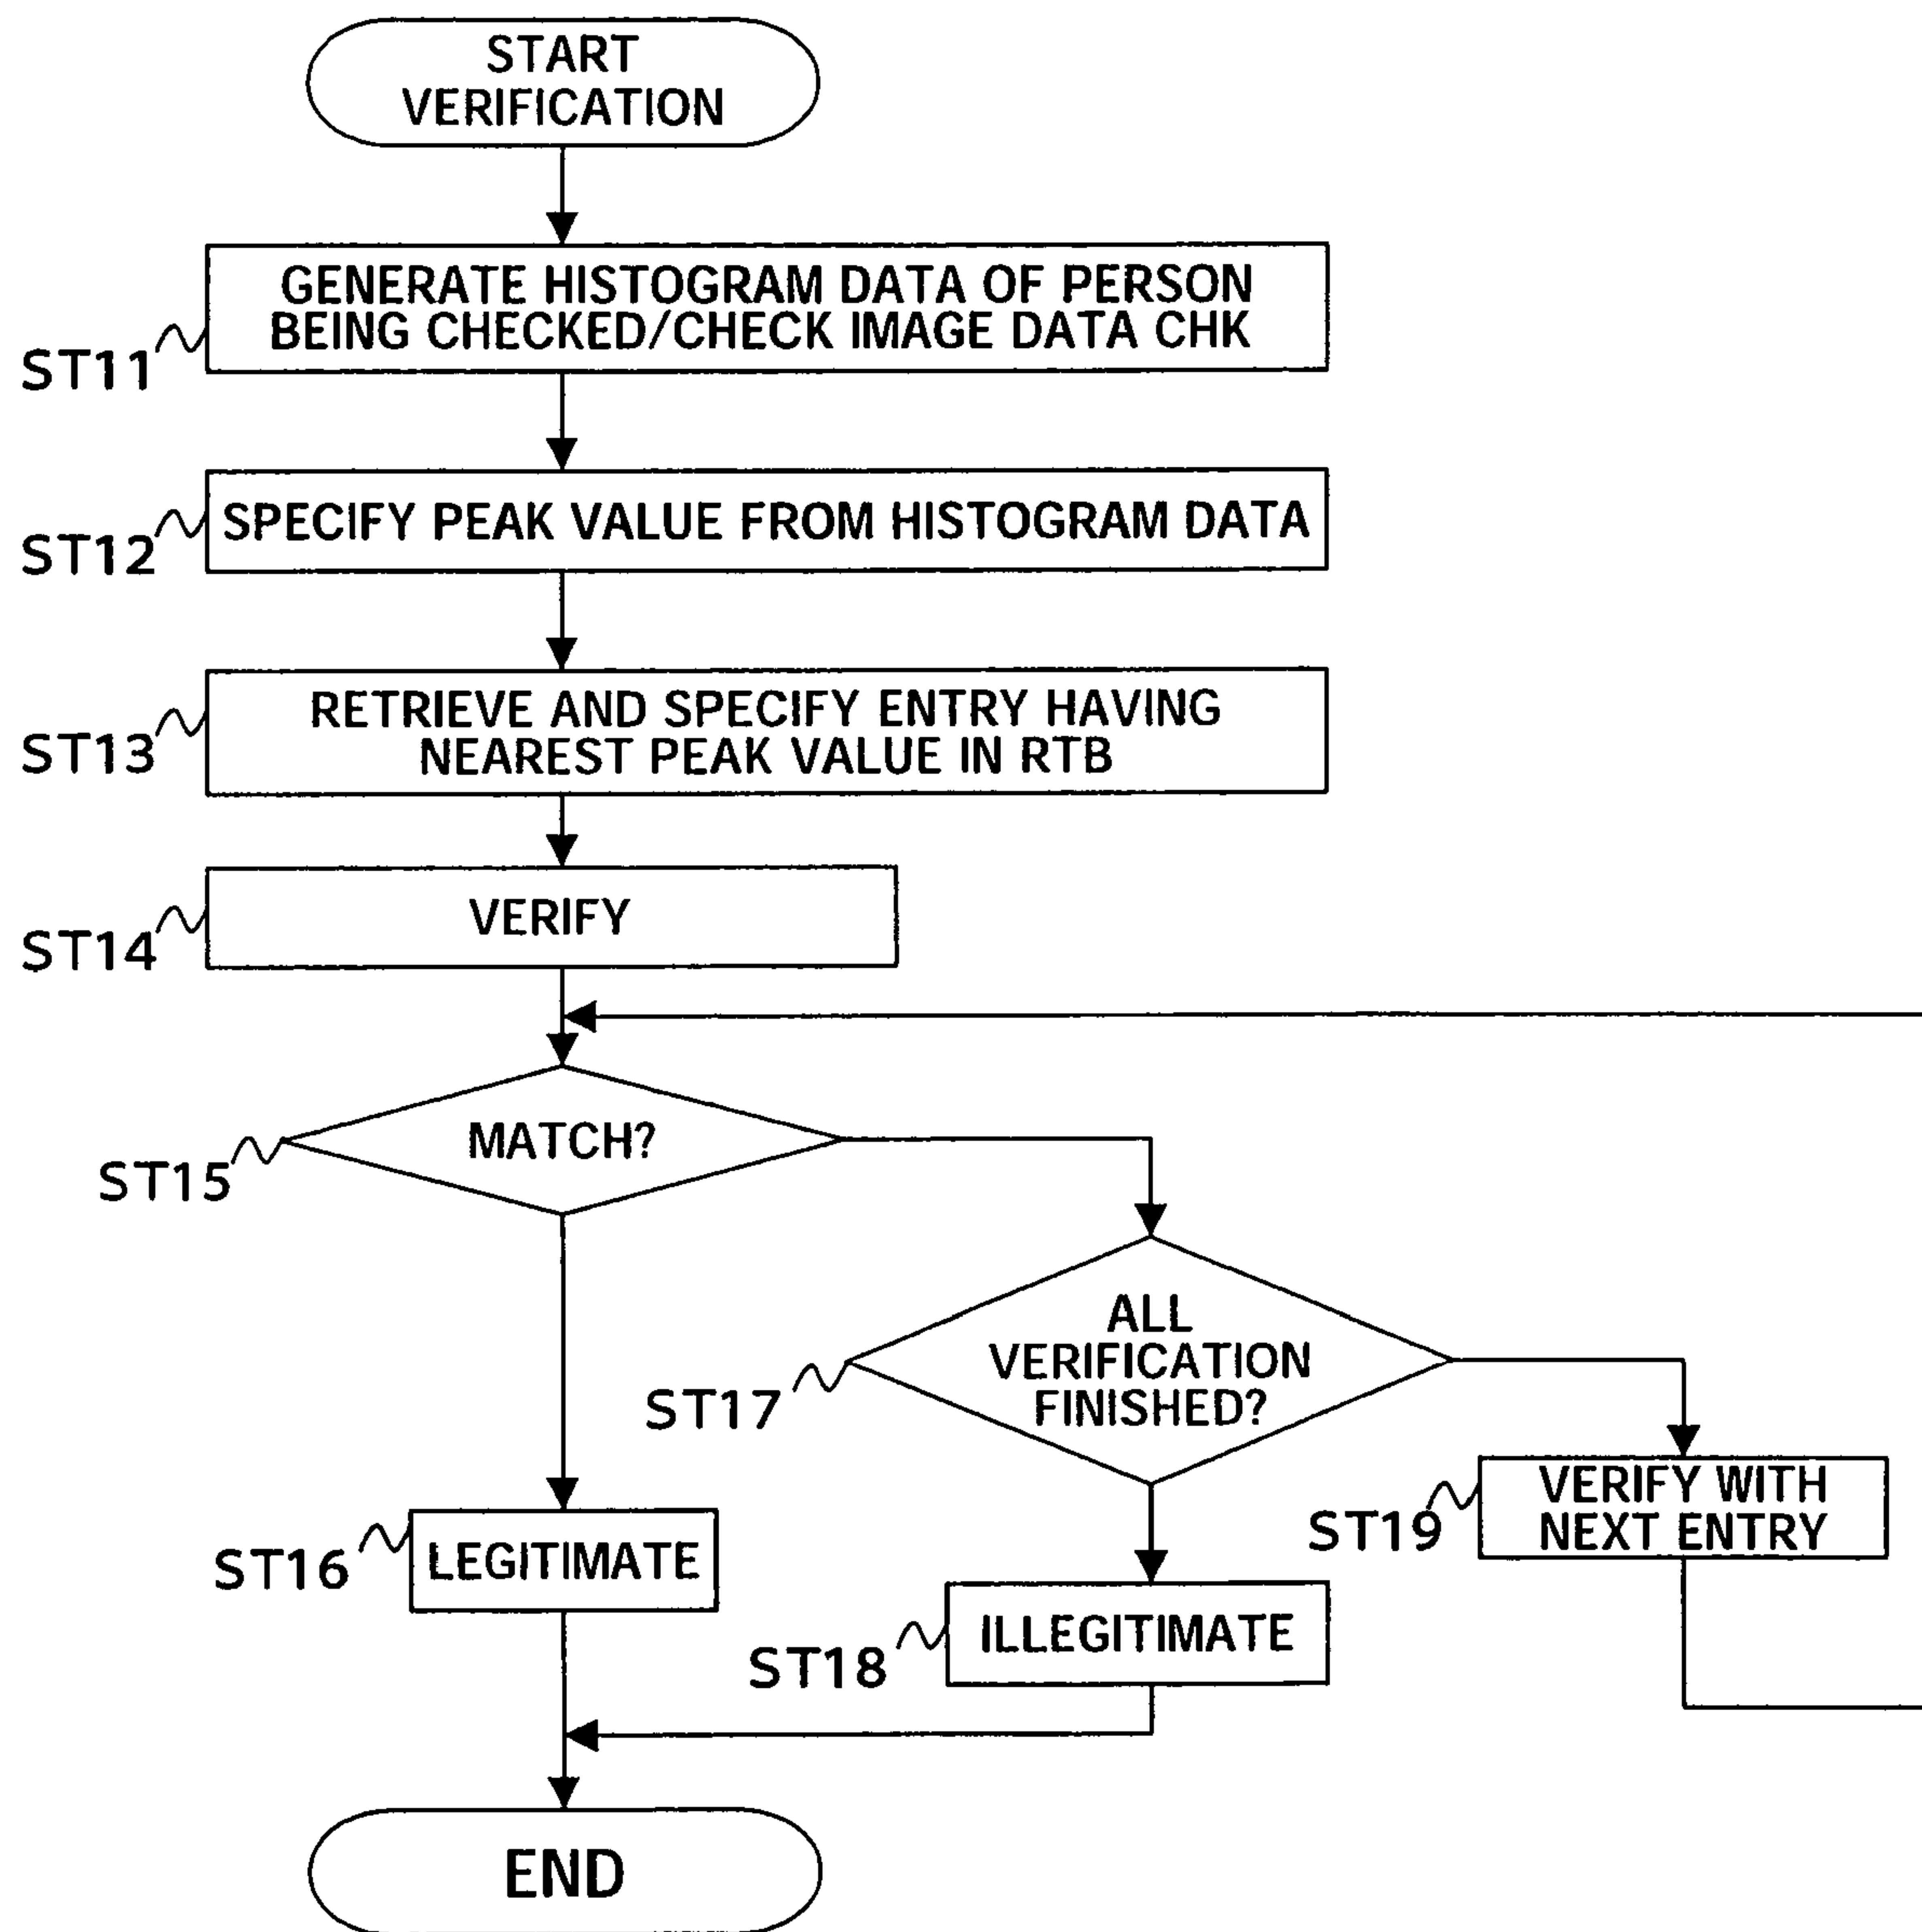 START
VERIFICATION
GENERATE HISTOGRAM DATA OF PERSON
BEING CHECKED/CHECK IMAGE DATA CHK
ST11
SPECIFY PEAK VALUE FROM HISTOGRAM DATA
ST12
RETRIEVE AND SPECIFY ENTRY HAVING
NEAREST PEAK VALUE IN RTB
ST13
VERIFY
ST14
MATCH?
ST15
ALL
VERIFICATION
FINISHED?
ST17
VERIFY WITH
NEXT ENTRY
ST19
LEGITIMATE
ST16
ILLEGITIMATE
ST18
END